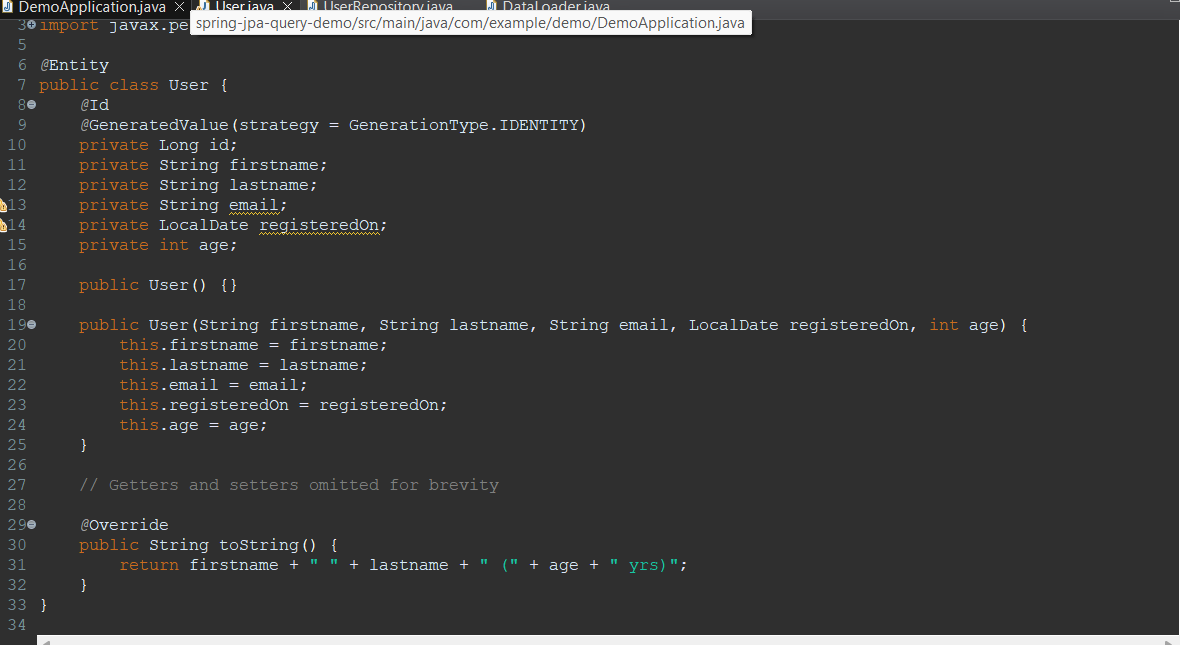 DemoApplication.java User.java UserRepository.java DataLoader.java
spring-jpa-query-demo/src/main/java/com/example/demo/DemoApplication.java
3 import javax.pe
5
6 @Entity
7 public class User {
8 @Id
9 @GeneratedValue(strategy = GenerationType.IDENTITY)
10 private Long id;
11 private String firstname;
12 private String lastname;
13 private String email;
14 private LocalDate registeredOn;
15 private int age;
16
17 public User() {}
18
19 public User(String firstname, String lastname, String email, LocalDate registeredOn, int age) {
20 this.firstname = firstname;
21 this.lastname = lastname;
22 this.email = email;
23 this.registeredOn = registeredOn;
24 this.age = age;
25 }
26
27 // Getters and setters omitted for brevity
28
29 @Override
30 public String toString() {
31 return firstname + " " + lastname + " (" + age + " yrs)";
32 }
33 }
34